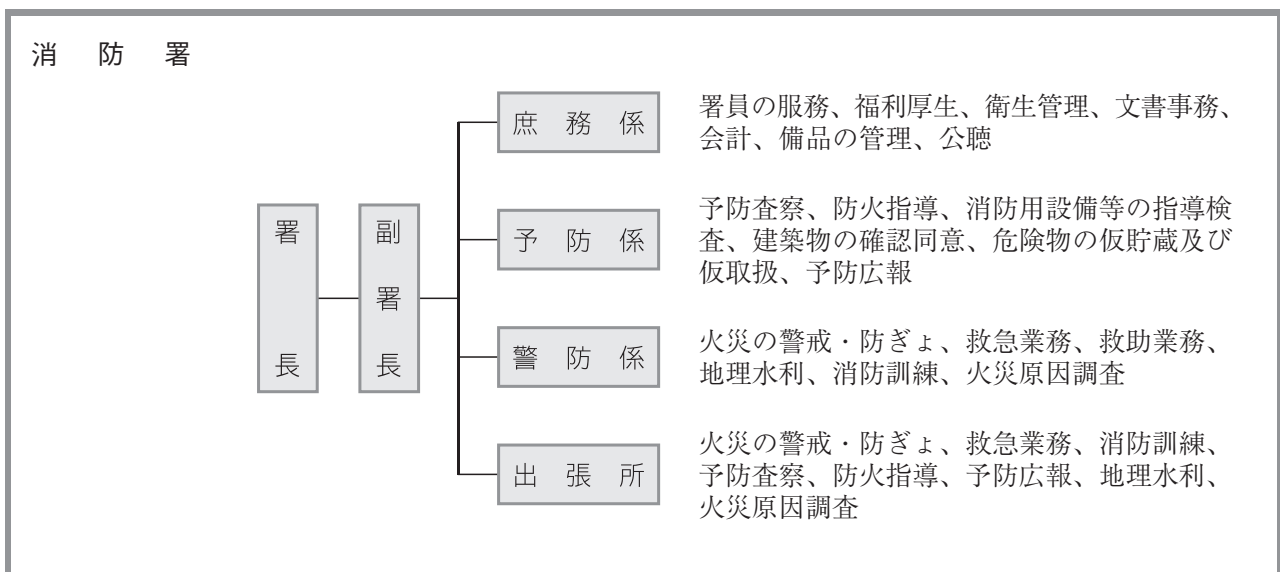 消防署
署長
副署長
庶務係
署員の服務、福利厚生、衛生管理、文書事務、
会計、備品の管理、公聴
予防係
予防査察、防火指導、消防用設備等の指導検
査、建築物の確認同意、危険物の仮貯蔵及び
仮取扱、予防広報
警防係
火災の警戒・防ぎょ、救急業務、救助業務、
地理水利、消防訓練、火災原因調査
出張所
火災の警戒・防ぎょ、救急業務、消防訓練、
予防査察、防火指導、予防広報、地理水利、
火災原因調査